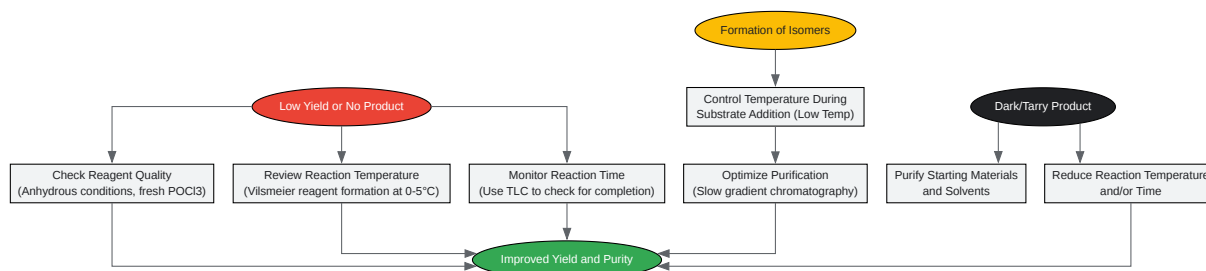 Formation of Isomers
Low Yield or No Product
Control Temperature During
Substrate Addition (Low Temp)
Dark/Tarry Product
Check Reagent Quality
(Anhydrous conditions, fresh POCl3)
Review Reaction Temperature
(Vilsmeier reagent formation at 0-5°C)
Monitor Reaction Time
(Use TLC to check for completion)
Optimize Purification
(Slow gradient chromatography)
Purify Starting Materials
and Solvents
Reduce Reaction Temperature
and/or Time
Improved Yield and Purity